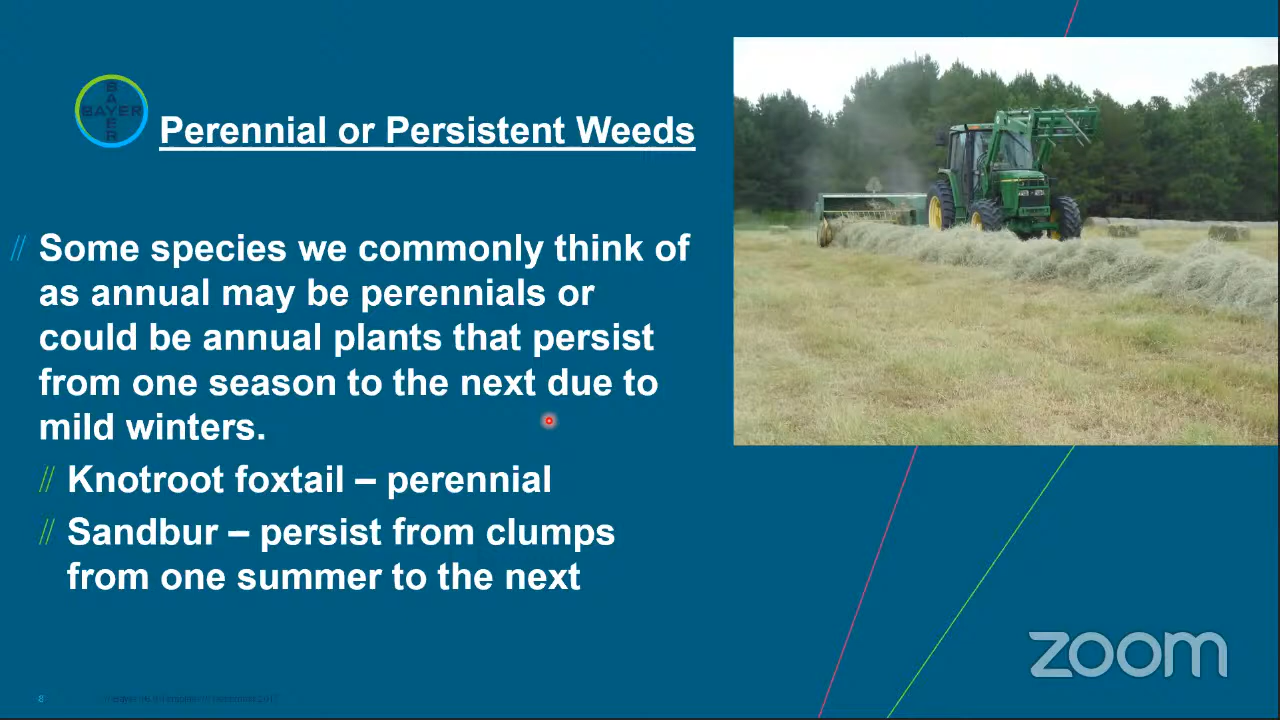 BAYER
BAYER
Perennial or Persistent Weeds
// Some species we commonly think of
as annual may be perennials or
could be annual plants that persist
from one season to the next due to
mild winters.
// Knotroot foxtail – perennial
// Sandbur – persist from clumps
from one summer to the next
zoom
8